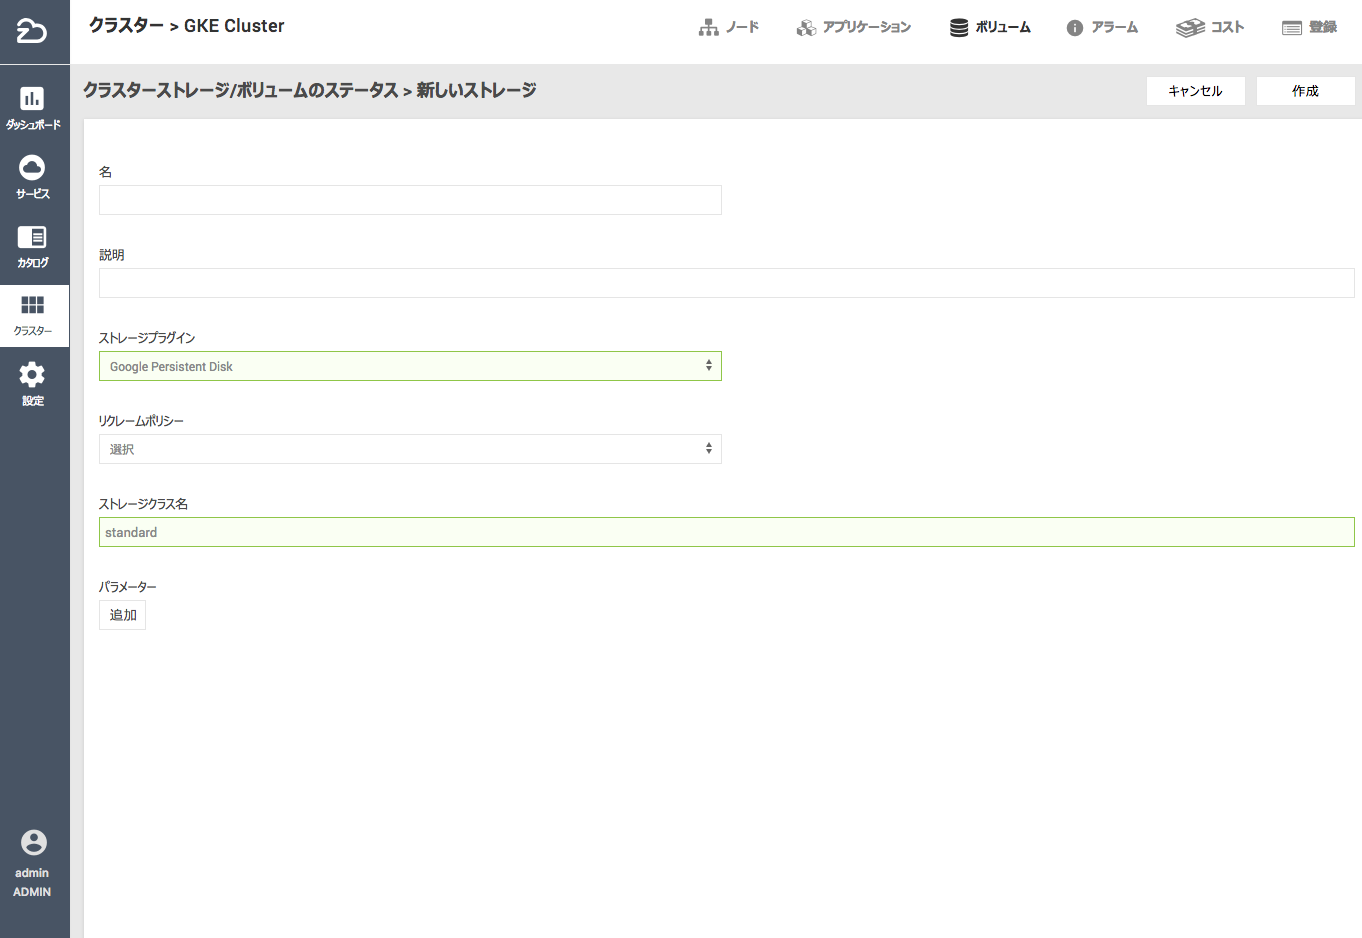 クラスター > GKE Cluster
ノード
アプリケーション
ボリューム
アラーム
コスト
登録
クラスターストレージ/ボリュームのステータス > 新しいストレージ
キャンセル
作成
ダッシュボード
サービス
カタログ
クラスター
設定
admin
ADMIN
名
説明
ストレージプラグイン
Google Persistent Disk
リクレームポリシー
選択
ストレージクラス名
standard
パラメーター
追加